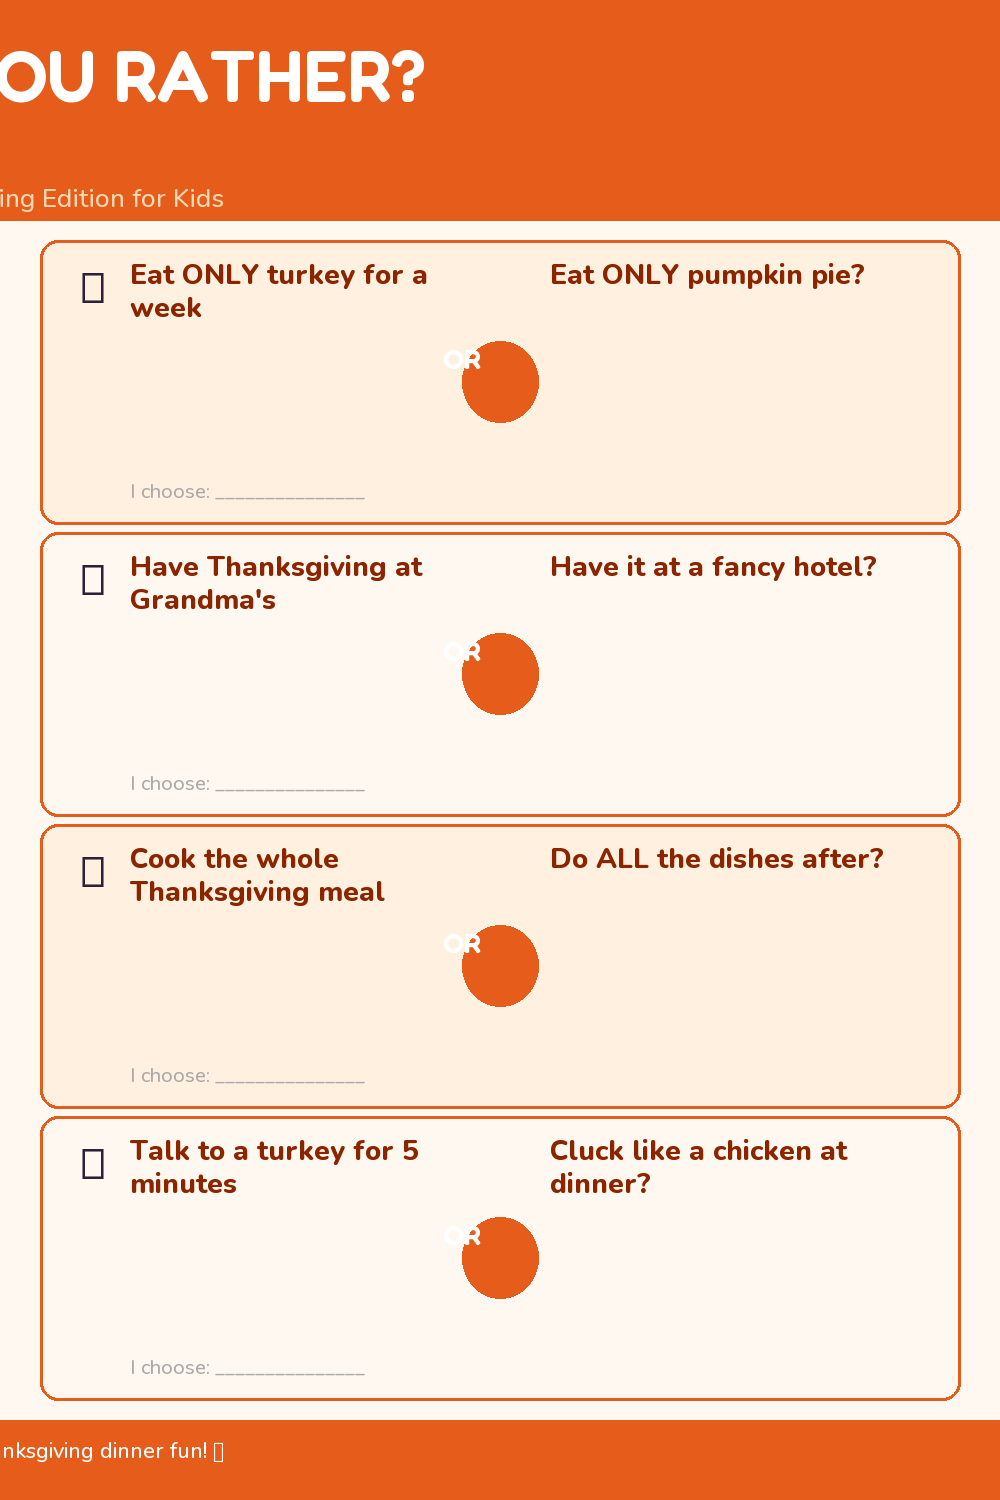 OU RATHER?
ing Edition for Kids
Eat ONLY turkey for a
week
OR
Eat ONLY pumpkin pie?
I choose: _______________
Have Thanksgiving at
Grandma's
OR
Have it at a fancy hotel?
I choose: _______________
Cook the whole
Thanksgiving meal
OR
Do ALL the dishes after?
I choose: _______________
Talk to a turkey for 5
minutes
OR
Cluck like a chicken at
dinner?
I choose: _______________
nksgiving dinner fun!